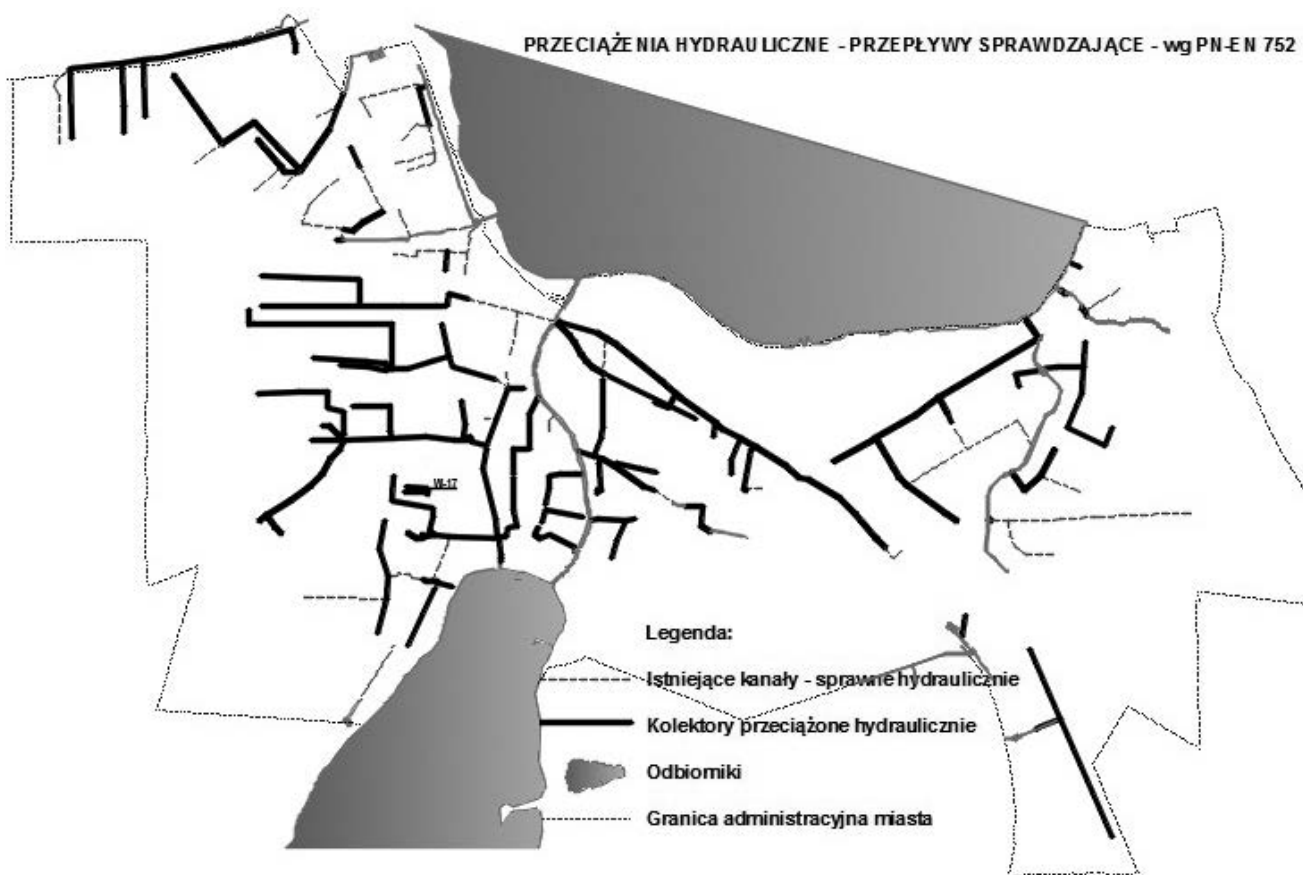 PRZECIĄŻENIA HYDRAULICZNE - PRZEPŁYWY SPRAWDZAJĄCE - wg PN-EN 752
Legenda:
Istniejące kanały - sprawne hydraulicznie
Kolektory przeciążone hydraulicznie
Odbiorniki
Granica administracyjna miasta